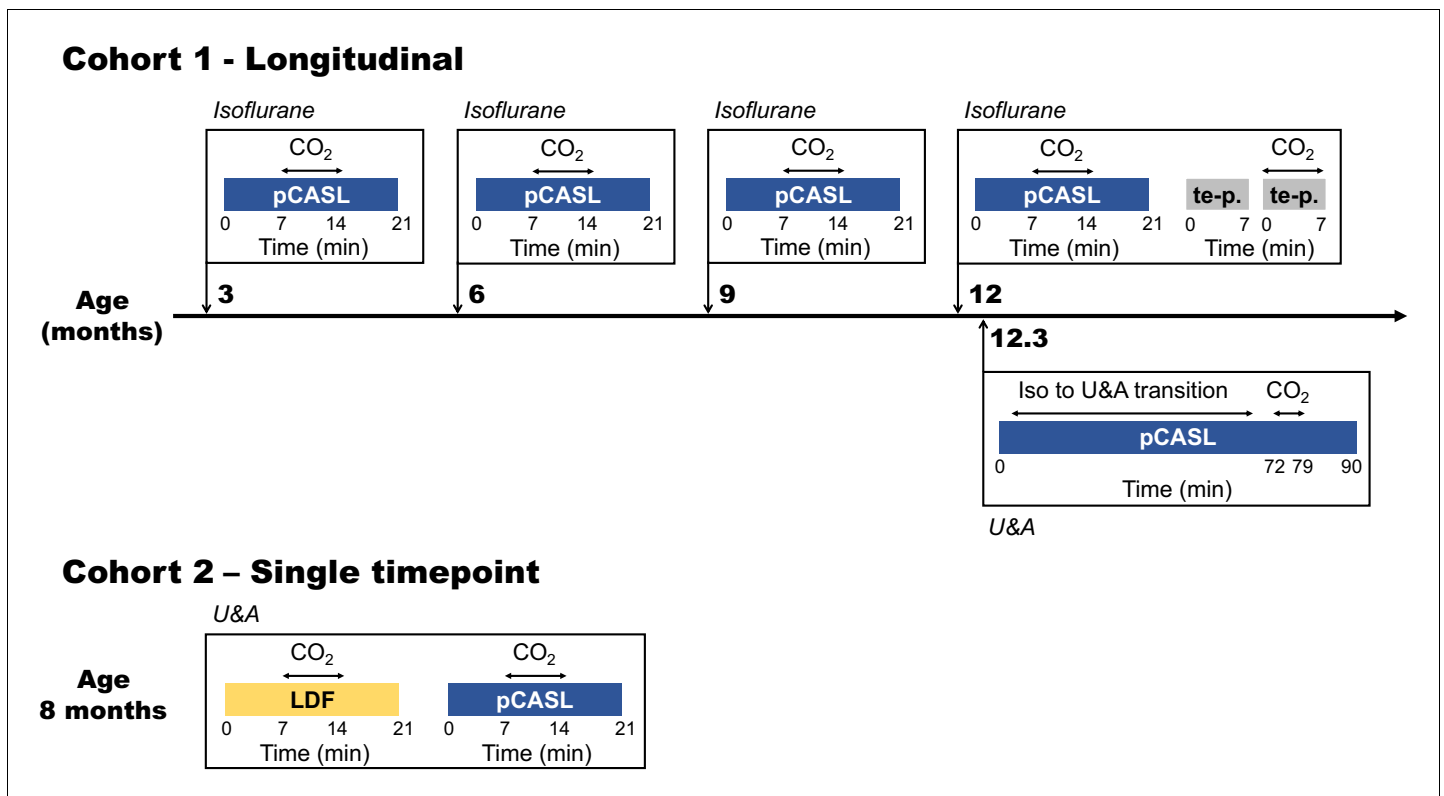 Cohort 1 - Longitudinal
Isoflurane
CO2
pCASL
0 7 14 21
Time (min)
Isoflurane
CO2
pCASL
0 7 14 21
Time (min)
Isoflurane
CO2
pCASL
0 7 14 21
Time (min)
Isoflurane
CO2
pCASL
0 7 14 21
Time (min)
CO2
te-p. te-p.
0 7 0 7
Time (min)
Age
(months)
3 6 9 12
12.3
Iso to U&A transition CO2
pCASL
0 72 79 90
Time (min)
U&A
Cohort 2 – Single timepoint
U&A
Age
8 months
CO2
LDF
0 7 14 21
Time (min)
CO2
pCASL
0 7 14 21
Time (min)